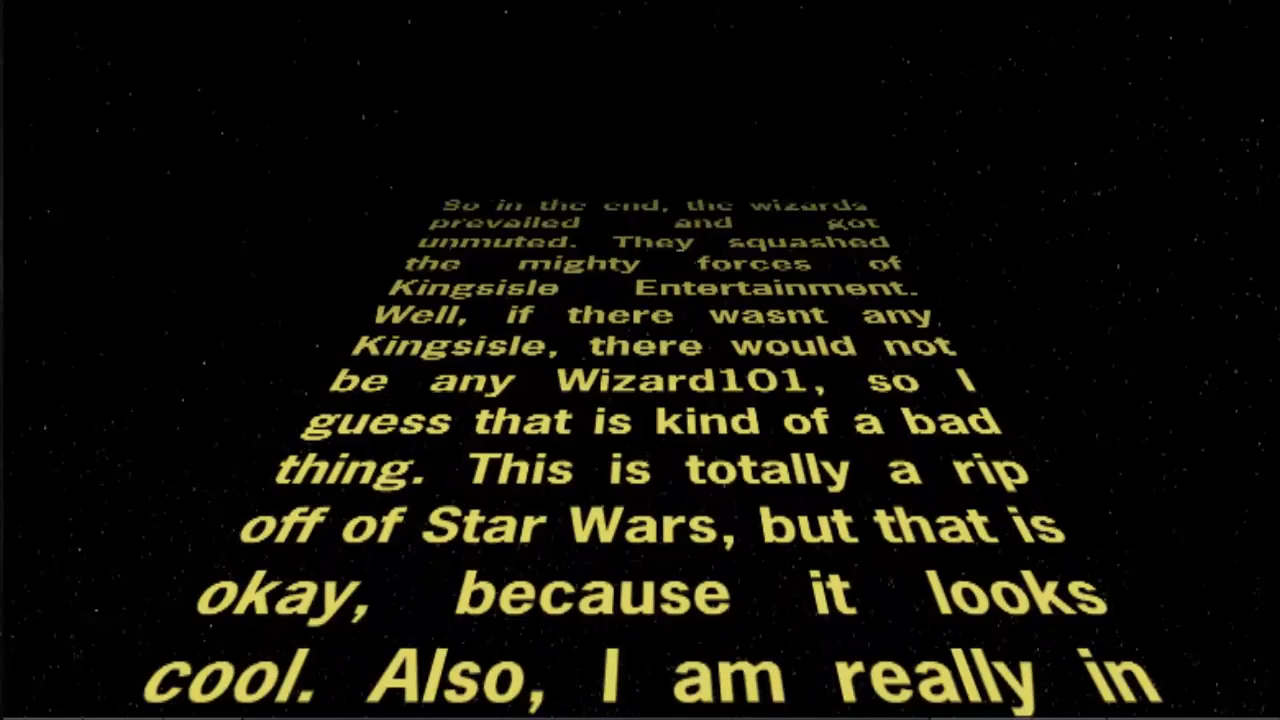 So in the end, the wizards
prevailed and got
unmuted. They squashed
the mighty forces of
Kingsisle Entertainment.
Well, if there wasnt any
Kingsisle, there would not
be any Wizard101, so I
guess that is kind of a bad
thing. This is totally a rip
off of Star Wars, but that is
okay, because it looks
cool. Also, I am really in